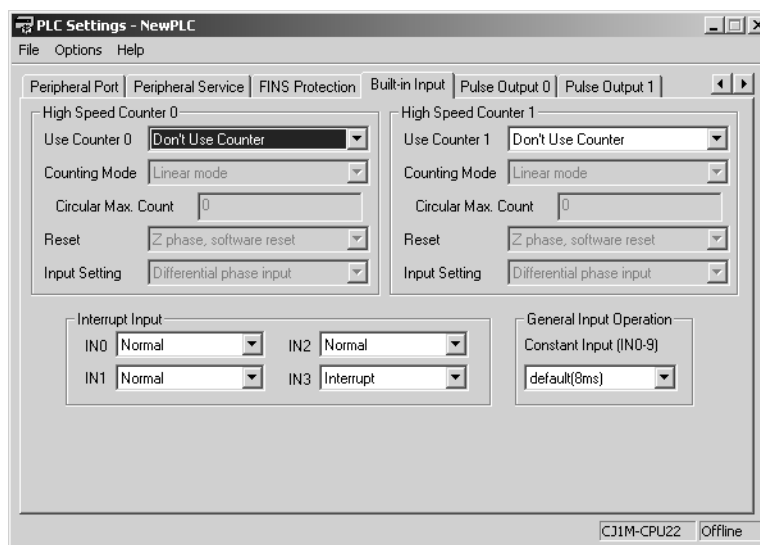 PLC Settings - NewPLC
File Options Help
Peripheral Port Peripheral Service FINS Protection Built-in Input Pulse Output 0 Pulse Output 1
High Speed Counter 0
Use Counter 0 Don't Use Counter
Counting Mode Linear mode
Circular Max. Count 0
Reset Z phase, software reset
Input Setting Differential phase input
High Speed Counter 1
Use Counter 1 Don't Use Counter
Counting Mode Linear mode
Circular Max. Count 0
Reset Z phase, software reset
Input Setting Differential phase input
Interrupt Input
IN0 Normal IN2 Normal
IN1 Normal IN3 Interrupt
General Input Operation
Constant Input (IN0-9)
default(8ms)
CJ1M-CPU22 Offline